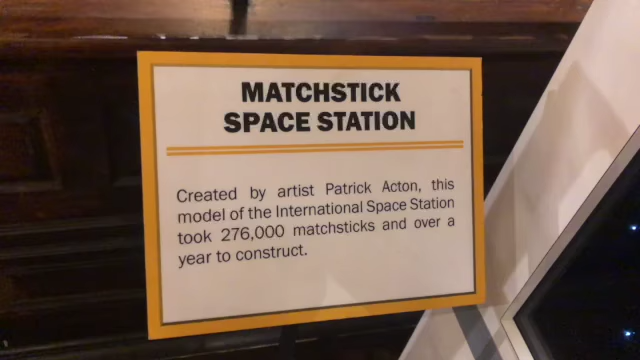 MATCHSTICK
SPACE STATION
Created by artist Patrick Acton, this
model of the International Space Station
took 276,000 matchsticks and over a
year to construct.